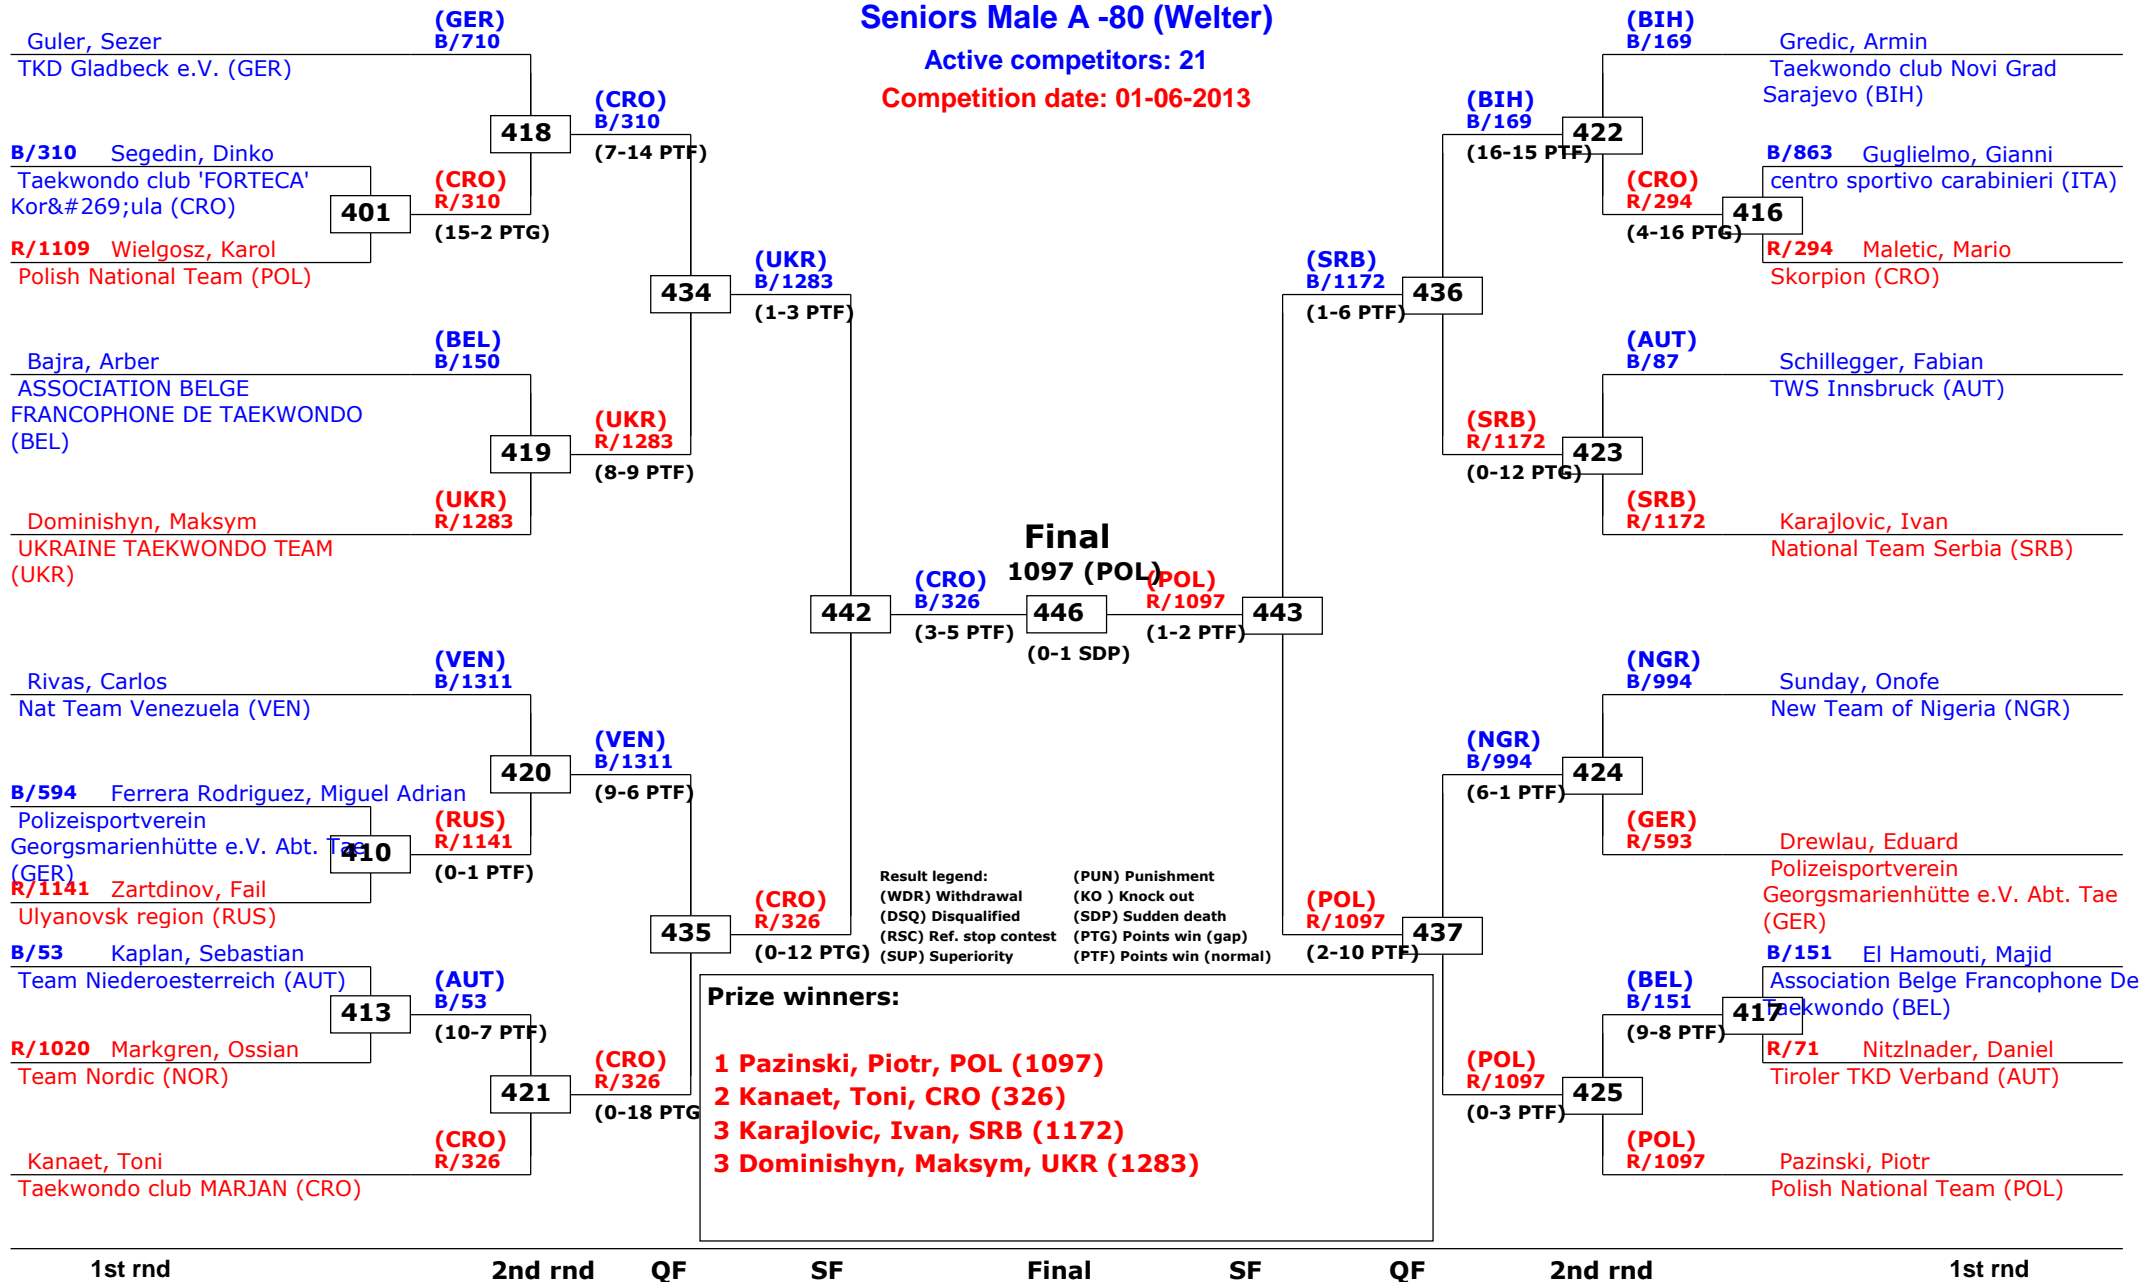 Seniors Male A -80 (Welter)
Active competitors: 21
Competition date: 01-06-2013
Guler, Sezer
TKD Gladbeck e.V. (GER)
(GER)
B/710
418
(CRO)
B/310
(7-14 PTF)
B/310 Segedin, Dinko
Taekwondo club 'FORTECA'
Kor&#269;ula (CRO)
401
(CRO)
R/310
(15-2 PTG)
R/1109 Wielgosz, Karol
Polish National Team (POL)
434
(UKR)
B/1283
(1-3 PTF)
Bajra, Arber
ASSOCIATION BELGE
FRANCOPHONE DE TAEKWONDO
(BEL)
(BEL)
B/150
419
(UKR)
R/1283
(8-9 PTF)
Dominishyn, Maksym
UKRAINE TAEKWONDO TEAM
(UKR)
(UKR)
R/1283
442
(CRO)
B/326
(3-5 PTF)
Rivas, Carlos
Nat Team Venezuela (VEN)
(VEN)
B/1311
420
(VEN)
B/1311
(9-6 PTF)
B/594 Ferrera Rodriguez, Miguel Adrian
Polizeisportverein
Georgsmarienhütte e.V. Abt. Tae
(GER)
410
(RUS)
R/1141
(0-1 PTF)
R/1141 Zartdinov, Fail
Ulyanovsk region (RUS)
435
(CRO)
R/326
(0-12 PTG)
B/53 Kaplan, Sebastian
Team Niederoesterreich (AUT)
413
(AUT)
B/53
(10-7 PTF)
R/1020 Markgren, Ossian
Team Nordic (NOR)
421
(CRO)
R/326
(0-18 PTG
Kanaet, Toni
Taekwondo club MARJAN (CRO)
(CRO)
R/326
Final
1097 (POL)
446
(0-1 SDP)
(POL)
R/1097
(1-2 PTF)
443
(BIH)
B/169
Gredic, Armin
Taekwondo club Novi Grad
Sarajevo (BIH)
(BIH)
B/169
(16-15 PTF)
422
B/863 Guglielmo, Gianni
centro sportivo carabinieri (ITA)
(CRO)
R/294
(4-16 PTG)
416
R/294 Maletic, Mario
Skorpion (CRO)
(SRB)
B/1172
(1-6 PTF)
436
(AUT)
B/87
Schillegger, Fabian
TWS Innsbruck (AUT)
(SRB)
R/1172
(0-12 PTG)
423
(SRB)
R/1172
Karajlovic, Ivan
National Team Serbia (SRB)
(NGR)
B/994
Sunday, Onofe
New Team of Nigeria (NGR)
(NGR)
B/994
(6-1 PTF)
424
(GER)
R/593
Drewlau, Eduard
Polizeisportverein
Georgsmarienhütte e.V. Abt. Tae
(GER)
(POL)
R/1097
(2-10 PTF)
437
B/151 El Hamouti, Majid
Association Belge Francophone De
Taekwondo (BEL)
(BEL)
B/151
(9-8 PTF)
417
R/71 Nitzlnader, Daniel
Tiroler TKD Verband (AUT)
(POL)
R/1097
(0-3 PTF)
425
(POL)
R/1097
Pazinski, Piotr
Polish National Team (POL)
Result legend:
(WDR) Withdrawal
(DSQ) Disqualified
(RSC) Ref. stop contest
(SUP) Superiority
(PUN) Punishment
(KO ) Knock out
(SDP) Sudden death
(PTG) Points win (gap)
(PTF) Points win (normal)
Prize winners:
1 Pazinski, Piotr, POL (1097)
2 Kanaet, Toni, CRO (326)
3 Karajlovic, Ivan, SRB (1172)
3 Dominishyn, Maksym, UKR (1283)
1st rnd 2nd rnd QF SF Final SF QF 2nd rnd 1st rnd